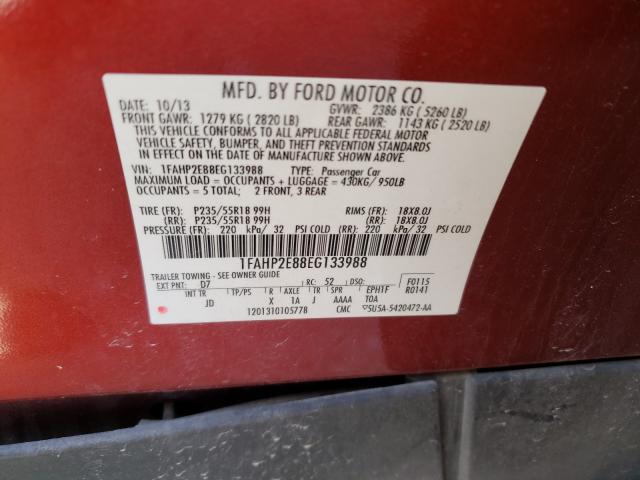 MFD. BY FORD MOTOR CO.
DATE: 10/13 GVWR: 2386 KG ( 5260 LB)
FRONT GAWR: 1279 KG ( 2820 LB) REAR GAWR: 1143 KG ( 2520 LB)
THIS VEHICLE CONFORMS TO ALL APPLICABLE FEDERAL MOTOR
VEHICLE SAFETY, BUMPER, AND THEFT PREVENTION STANDARDS
IN EFFECT ON THE DATE OF MANUFACTURE SHOWN ABOVE.
VIN: 1FAHP2E88EG133988 TYPE: Passenger Car
MAXIMUM LOAD = OCCUPANTS + LUGGAGE = 430KG/ 950LB
OCCUPANTS = 5 TOTAL; 2 FRONT, 3 REAR
TIRE (FR): P235/55R18 99H RIMS (FR): 18X8.0J
(RR): P235/55R18 99H (RR): 18X8.0J
PRESSURE (FR): 220 kPa/ 32 PSI COLD (RR): 220 kPa/ 32 PSI COLD
1FAHP2E88EG133988
TRAILER TOWING - SEE OWNER GUIDE
EXT PNT: D7 RC: 52 DSO: F0115
INT TR TP/PS R AXLE TR SPR EPH1F R0141
JD X 1A J AAAA TOA
1201310105778 CMC 5U5A-5420472-AA